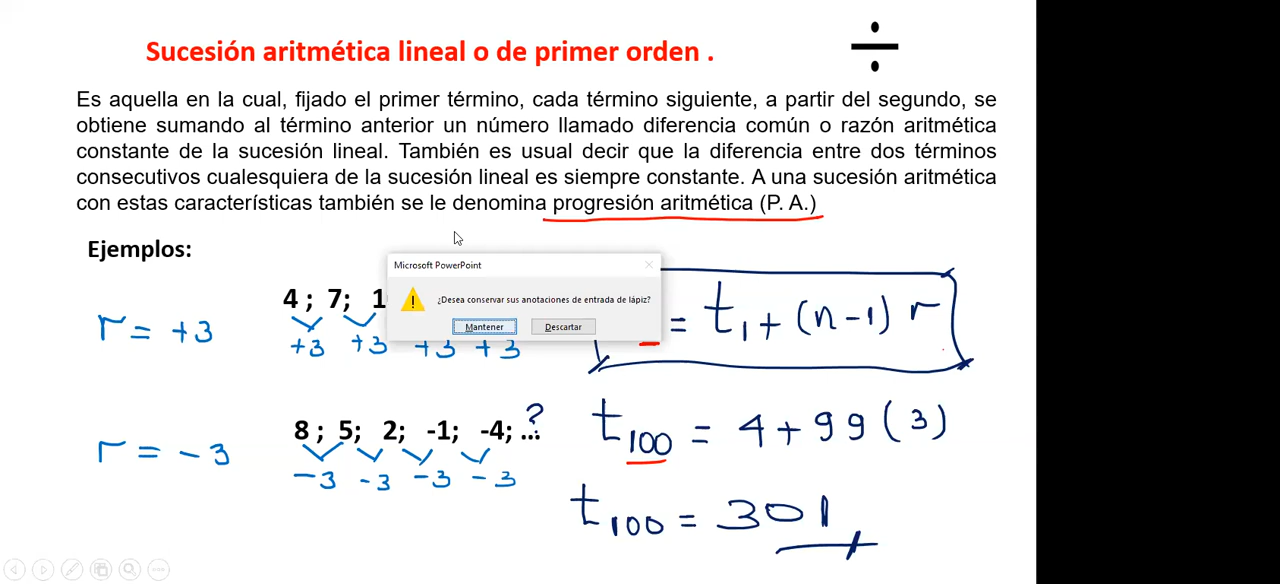 Sucesión aritmética lineal o de primer orden .
÷
Es aquella en la cual, fijado el primer término, cada término siguiente, a partir del segundo, se
obtiene sumando al término anterior un número llamado diferencia común o razón aritmética
constante de la sucesión lineal. También es usual decir que la diferencia entre dos términos
consecutivos cualesquiera de la sucesión lineal es siempre constante. A una sucesión aritmética
con estas características también se le denomina progresión aritmética (P. A.)
Ejemplos:
Microsoft PowerPoint
¿Desea conservar sus anotaciones de entrada de lápiz?
Mantener Descartar
4 ; 7; 1
r = +3
+3 +3 +3 +3
= t1 + (n-1) r
8 ; 5; 2; -1; -4; ...?
r = -3
-3 -3 -3 -3
t100 = 4 + 99 (3)
t100 = 301